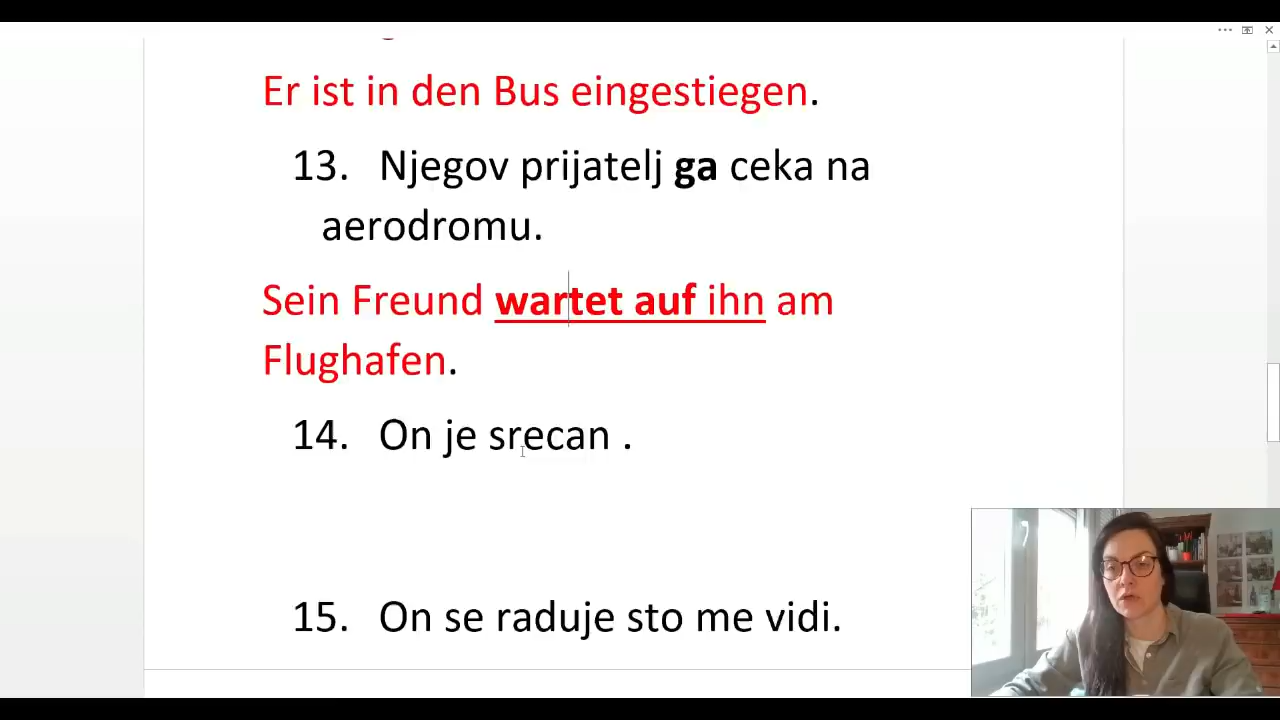 Er ist in den Bus eingestiegen.
13. Njegov prijatelj ga ceka na
aerodromu.
Sein Freund wartet auf ihn am
Flughafen.
14. On je srecan .
15. On se raduje sto me vidi.